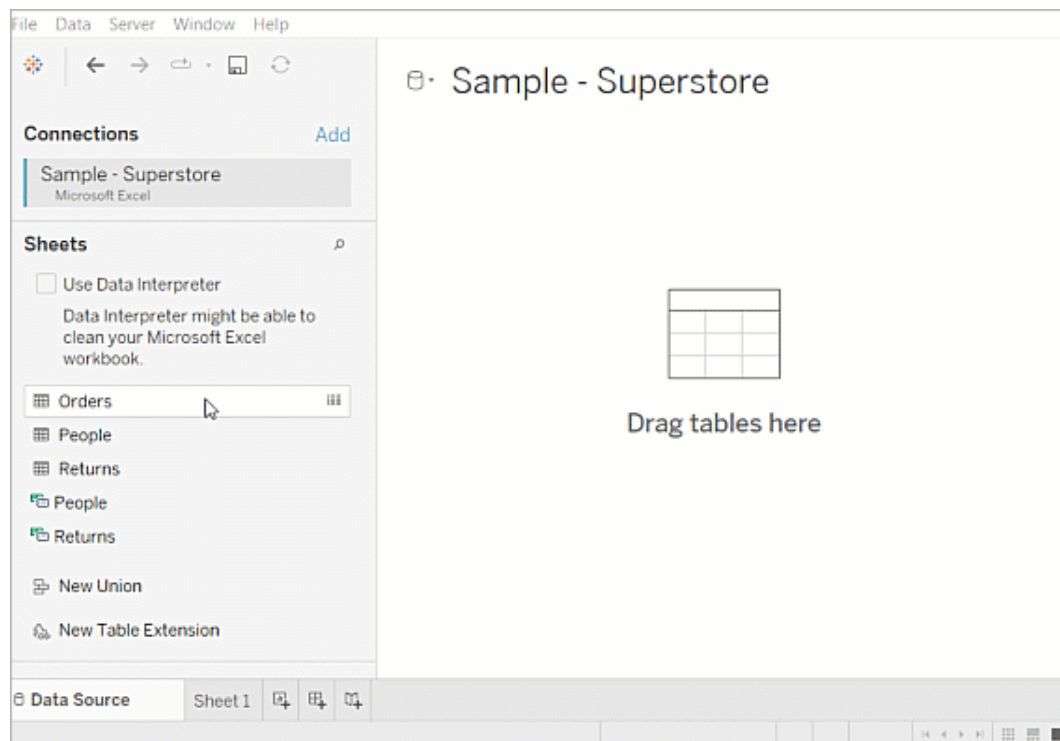 File Data Server Window Help
Sample - Superstore
Connections Add
Sample - Superstore
Microsoft Excel
Sheets
Use Data Interpreter
Data Interpreter might be able to
clean your Microsoft Excel
workbook.
Orders
People
Returns
People
Returns
New Union
New Table Extension
Drag tables here
Data Source Sheet 1